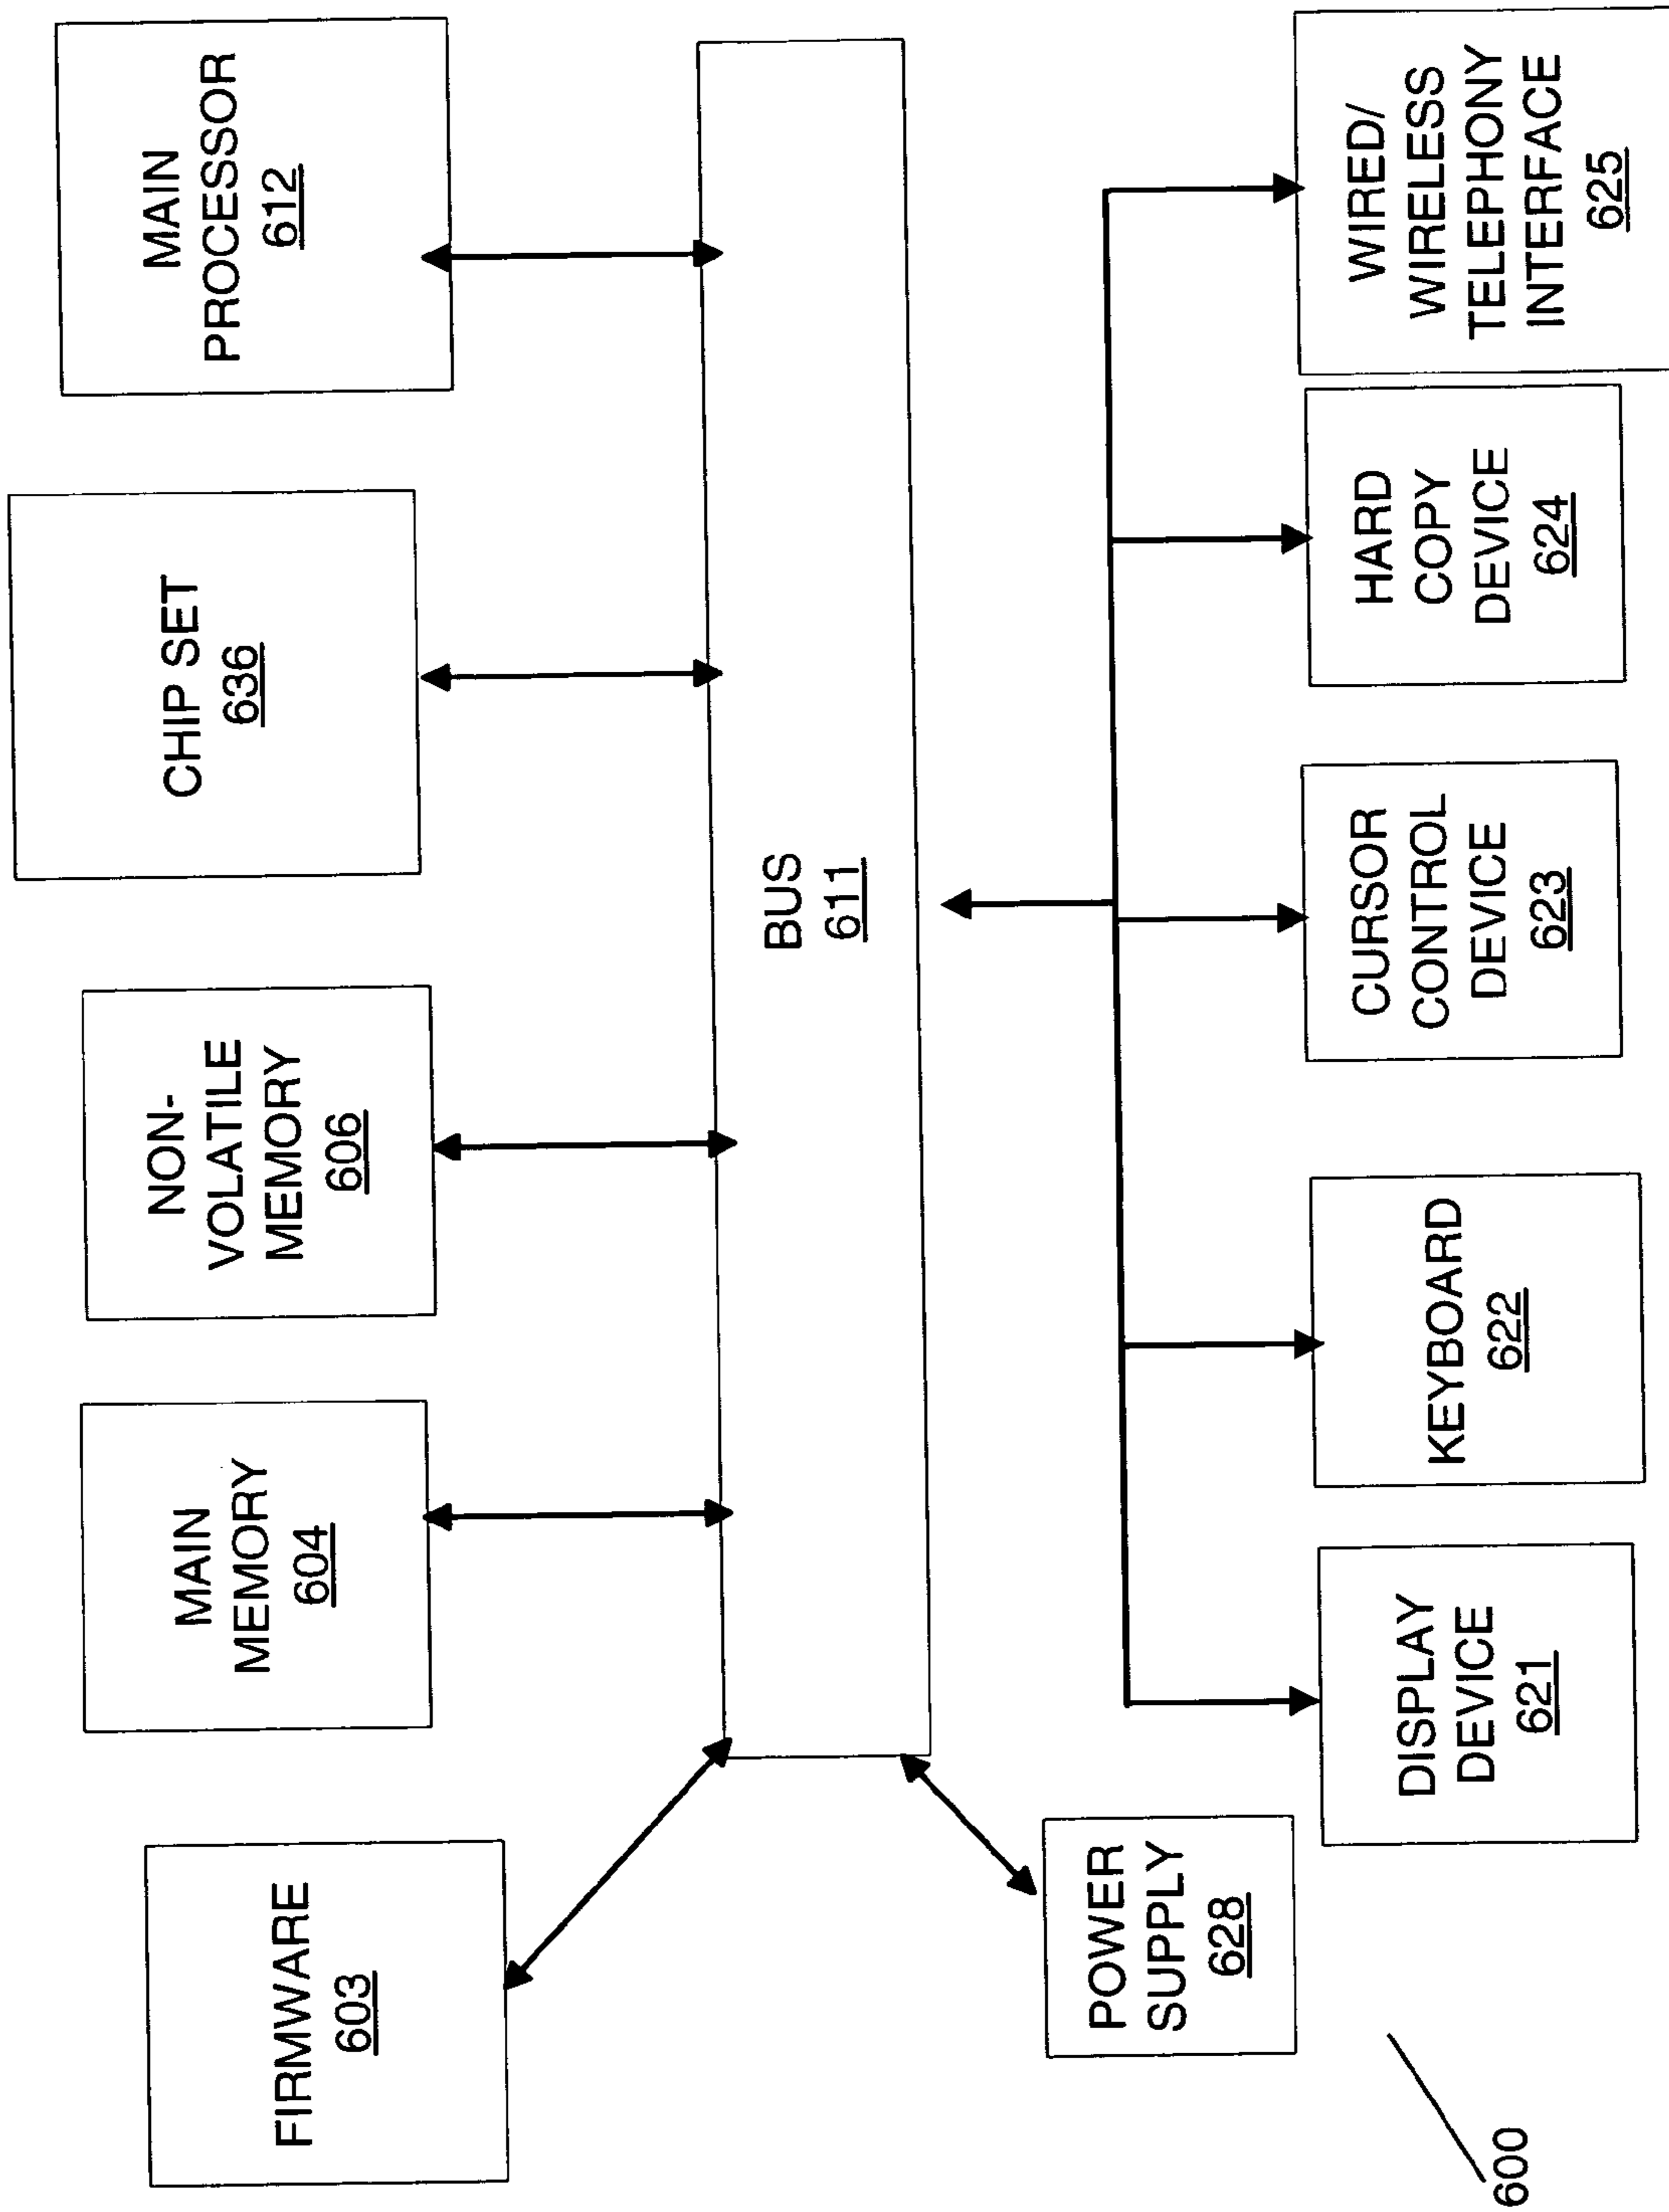 FIRMWARE
603
MAIN
MEMORY
604
NON-
VOLATILE
MEMORY
606
CHIP SET
636
MAIN
PROCESSOR
612
BUS
611
POWER
SUPPLY
628
DISPLAY
DEVICE
621
KEYBOARD
622
CURSOR
CONTROL
DEVICE
623
HARD
COPY
DEVICE
624
WIRED/
WIRELESS
TELEPHONY
INTERFACE
625
600